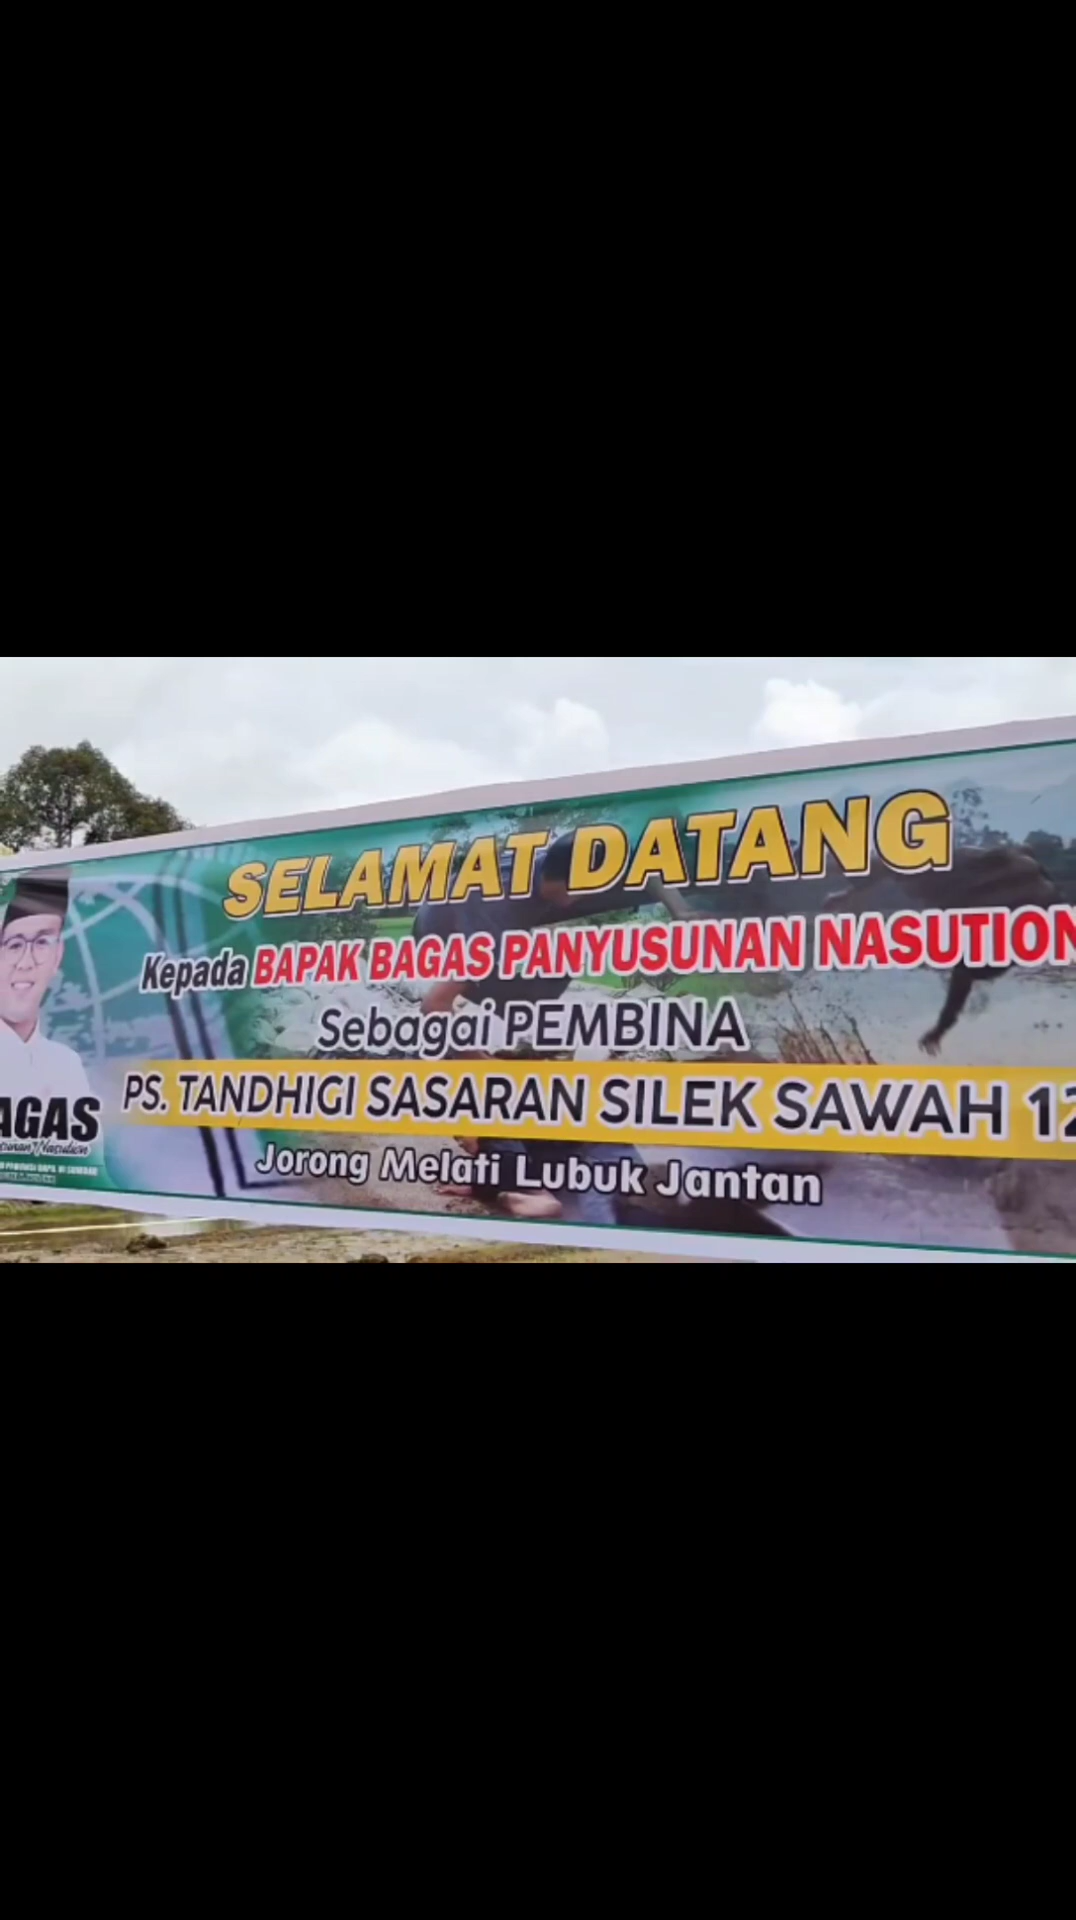 SELAMAT DATANG
Kepada BAPAK BAGAS PANYUSUNAN NASUTION
Sebagai PEMBINA
PS. TANDHIGI SASARAN SILEK SAWAH 12
Jorong Melati Lubuk Jantan
AGAS
Nasution